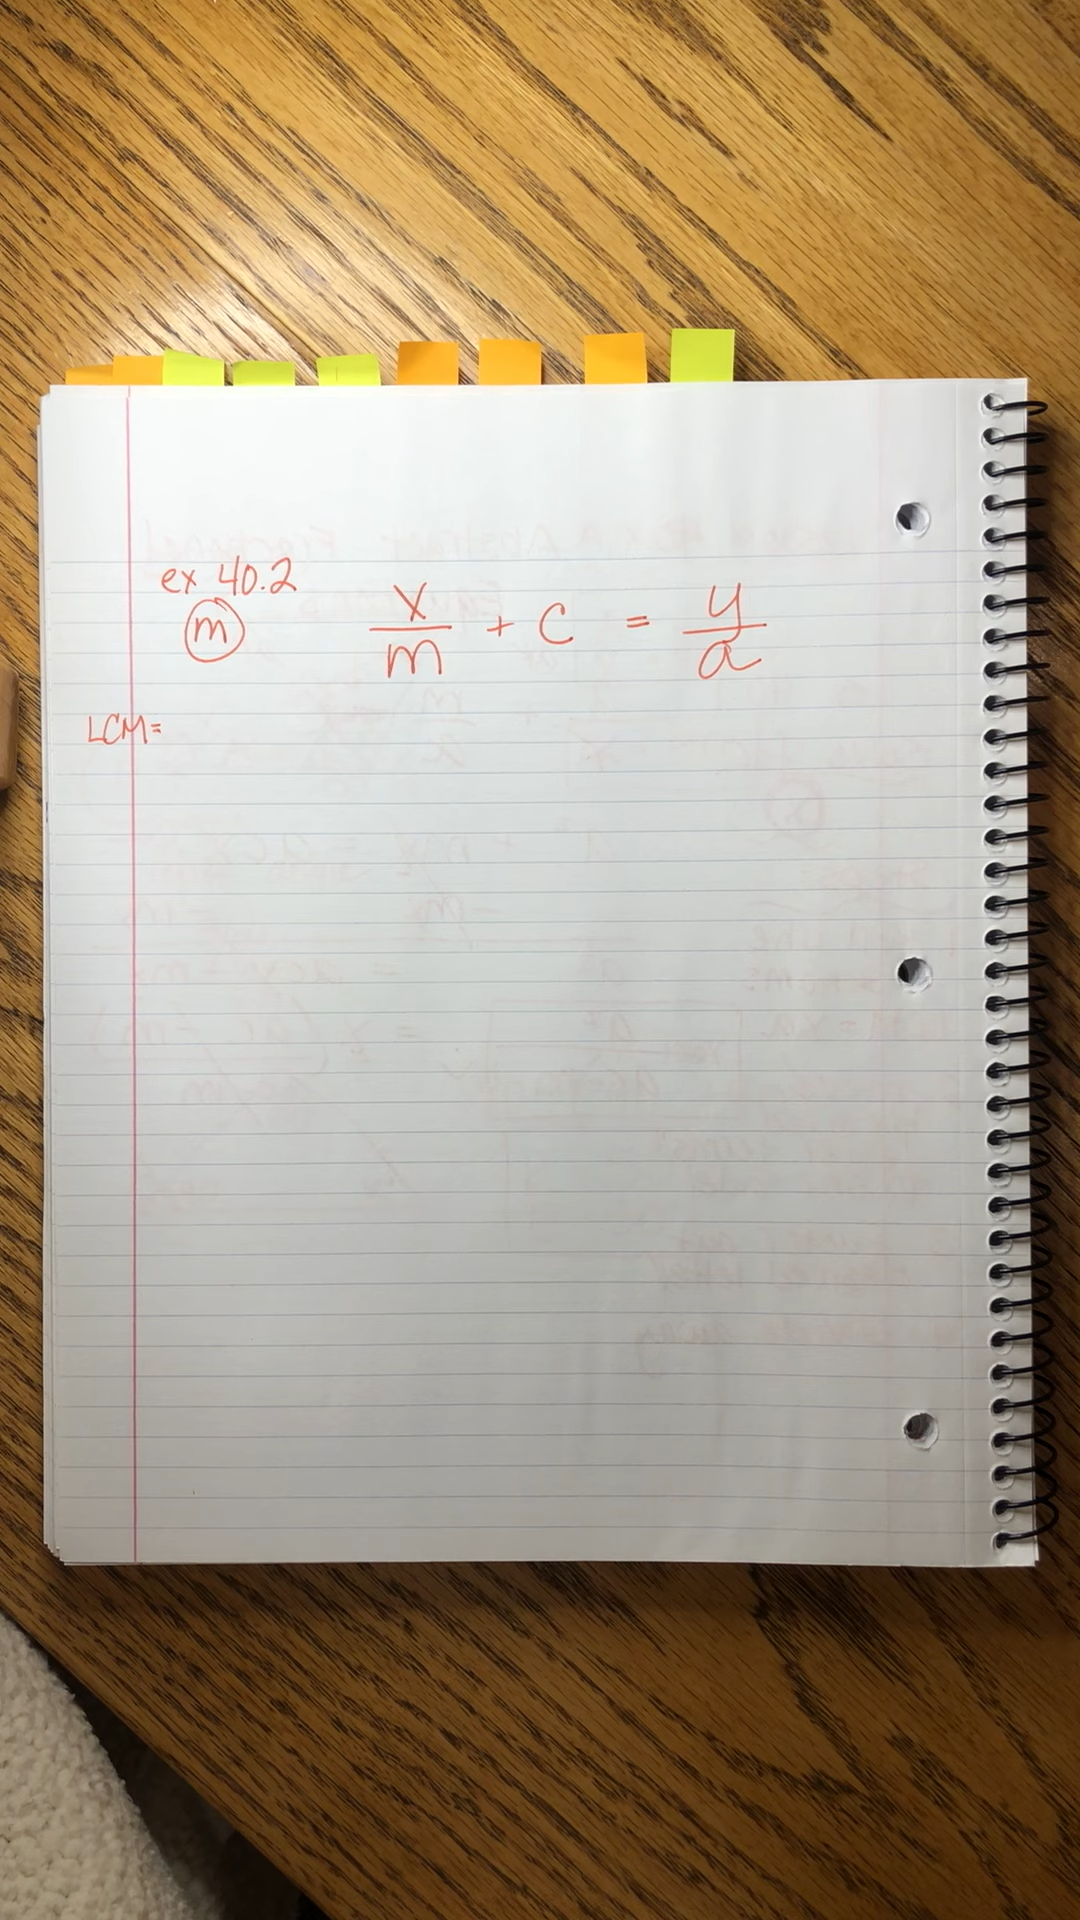 ex 40.2
m x/m + c = y/a
LCM=